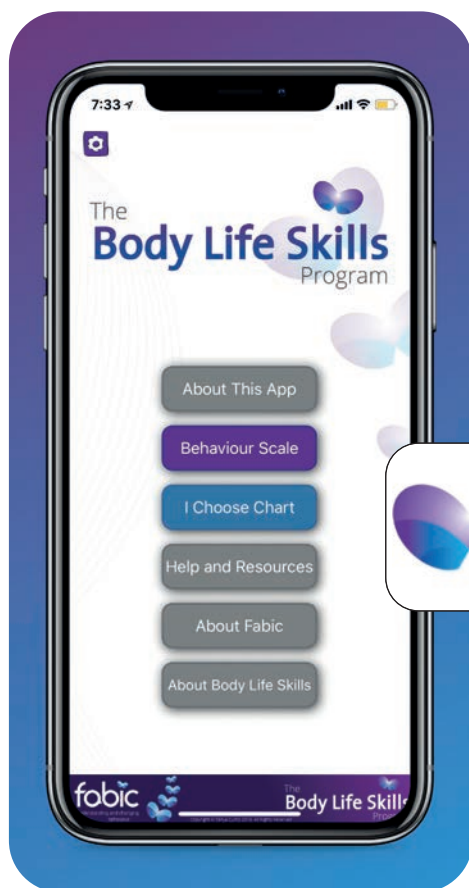 7:33
The
Body Life Skills
Program
About This App
Behaviour Scale
I Choose Chart
Help and Resources
About Fabic
About Body Life Skills
fabic
The
Body Life Skills